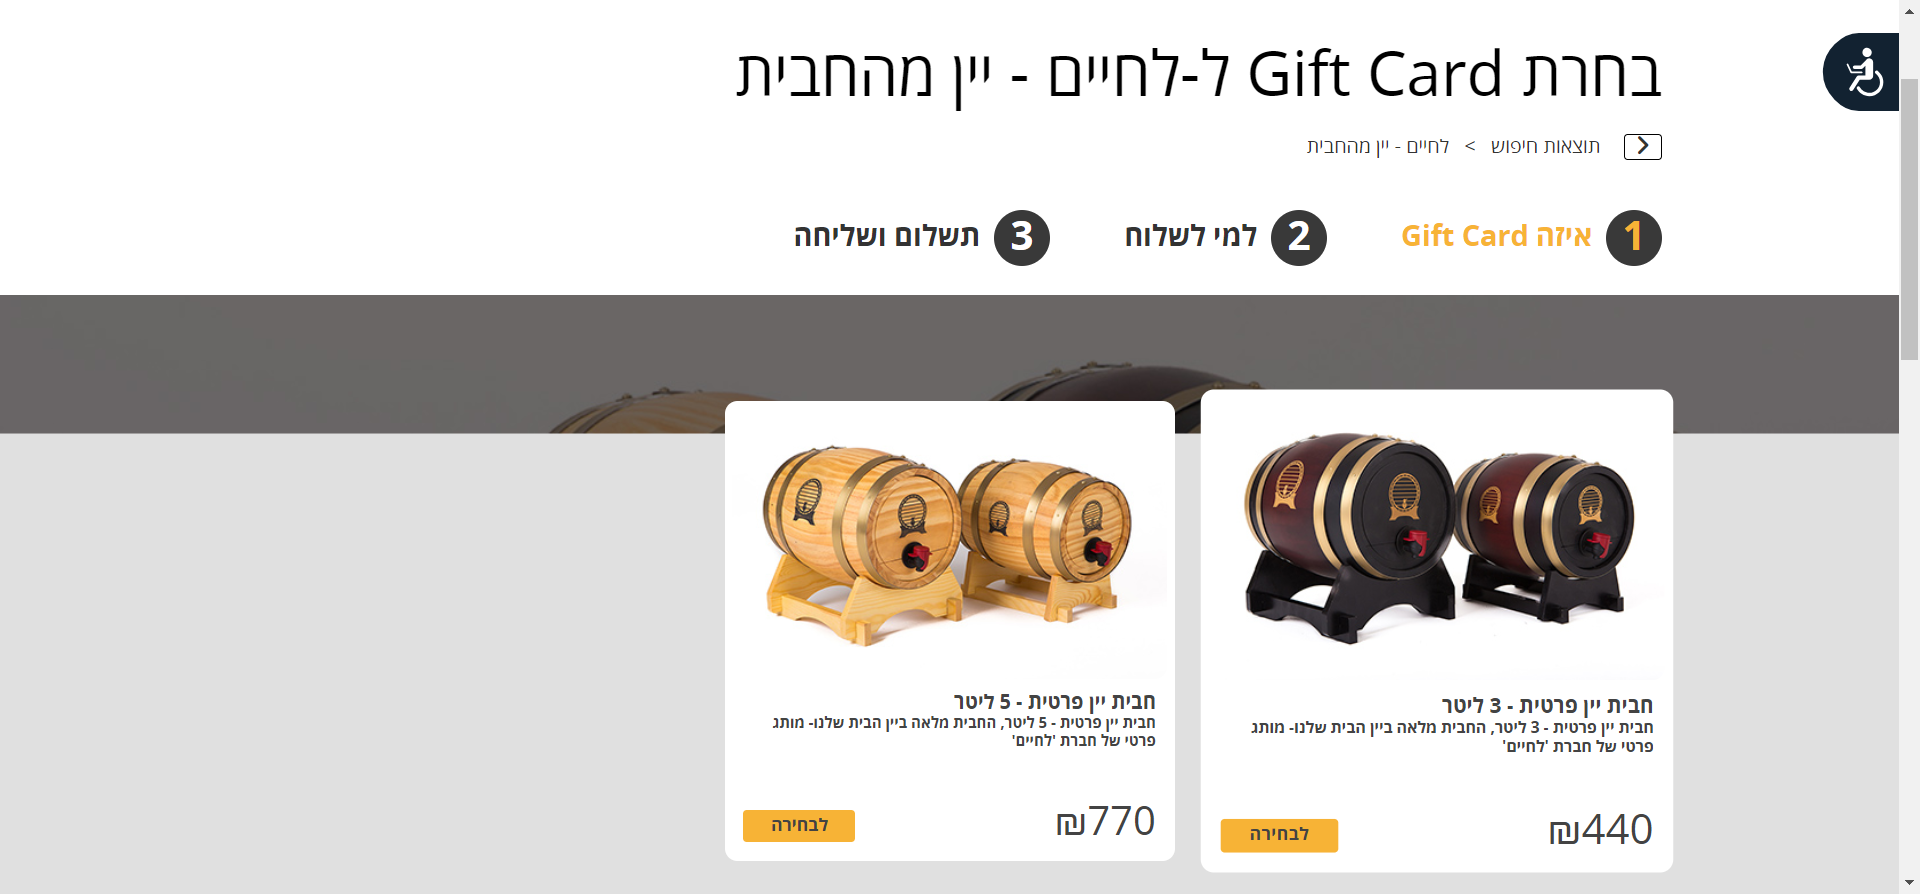 בחרת Gift Card ל-לחיים - יין מהחבית
תוצאות חיפוש > לחיים - יין מהחבית
1 איזה Gift Card
2 למי לשלוח
3 תשלום ושליחה
חבית יין פרטית - 3 ליטר
חבית יין פרטית - 3 ליטר, החבית מלאה ביין הבית שלנו- מותג
פרטי של חברת 'לחיים'
₪440
לבחירה
חבית יין פרטית - 5 ליטר
חבית יין פרטית - 5 ליטר, החבית מלאה ביין הבית שלנו- מותג
פרטי של חברת 'לחיים'
₪770
לבחירה